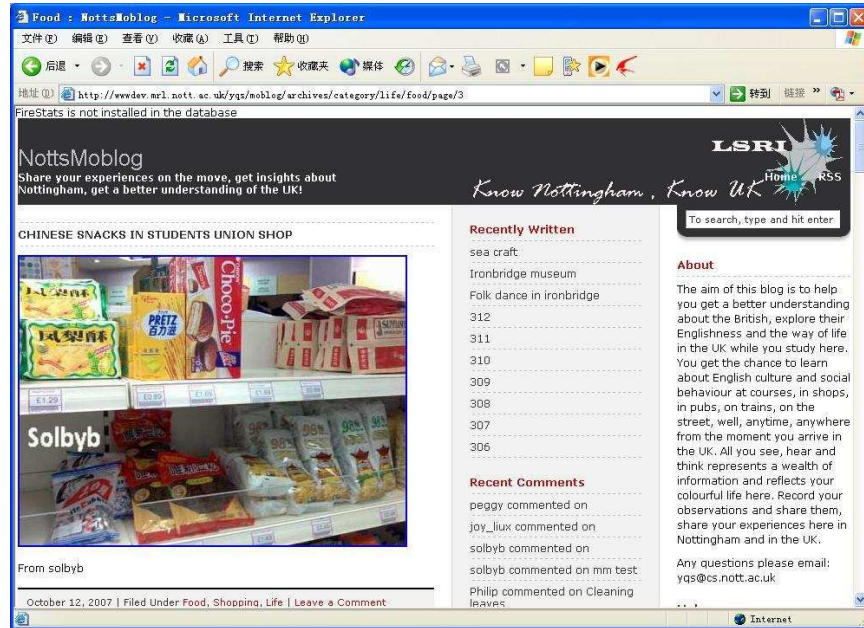 Food : NottsMoblog - Microsoft Internet Explorer
文件(F) 编辑(E) 查看(V) 收藏(A) 工具(T) 帮助(H)
后退 搜索 收藏夹 媒体
地址(D) http://wwwdev.mrl.nott.ac.uk/yqs/moblog/archives/category/life/food/page/3 转到 链接 »
FireStats is not installed in the database
NottsMoblog
Share your experiences on the move, get insights about
Nottingham, get a better understanding of the UK!
Know Nottingham , Know UK
LSRI
Home RSS
To search, type and hit enter
CHINESE SNACKS IN STUDENTS UNION SHOP
凤梨酥
凤梨酥
PRETZ
百力滋
Choco-Pie
£1.29
£0.89
Solbyb
98%
98%
98%
From solbyb
October 12, 2007 | Filed Under Food, Shopping, Life | Leave a Comment
Recently Written
sea craft
Ironbridge museum
Folk dance in ironbridge
312
311
310
309
308
307
306
Recent Comments
peggy commented on
joy_liux commented on
solbyb commented on
solbyb commented on mm test
Philip commented on Cleaning
leaves
About
The aim of this blog is to help
you get a better understanding
about the British, explore their
Englishness and the way of life
in the UK while you study here.
You get the chance to learn
about English culture and social
behaviour at courses, in shops,
in pubs, on trains, on the
street, well, anytime, anywhere
from the moment you arrive in
the UK. All you see, hear and
think represents a wealth of
information and reflects your
colourful life here. Record your
observations and share them,
share your experiences here in
Nottingham and in the UK.
Any questions please email:
yqs@cs.nott.ac.uk
Internet